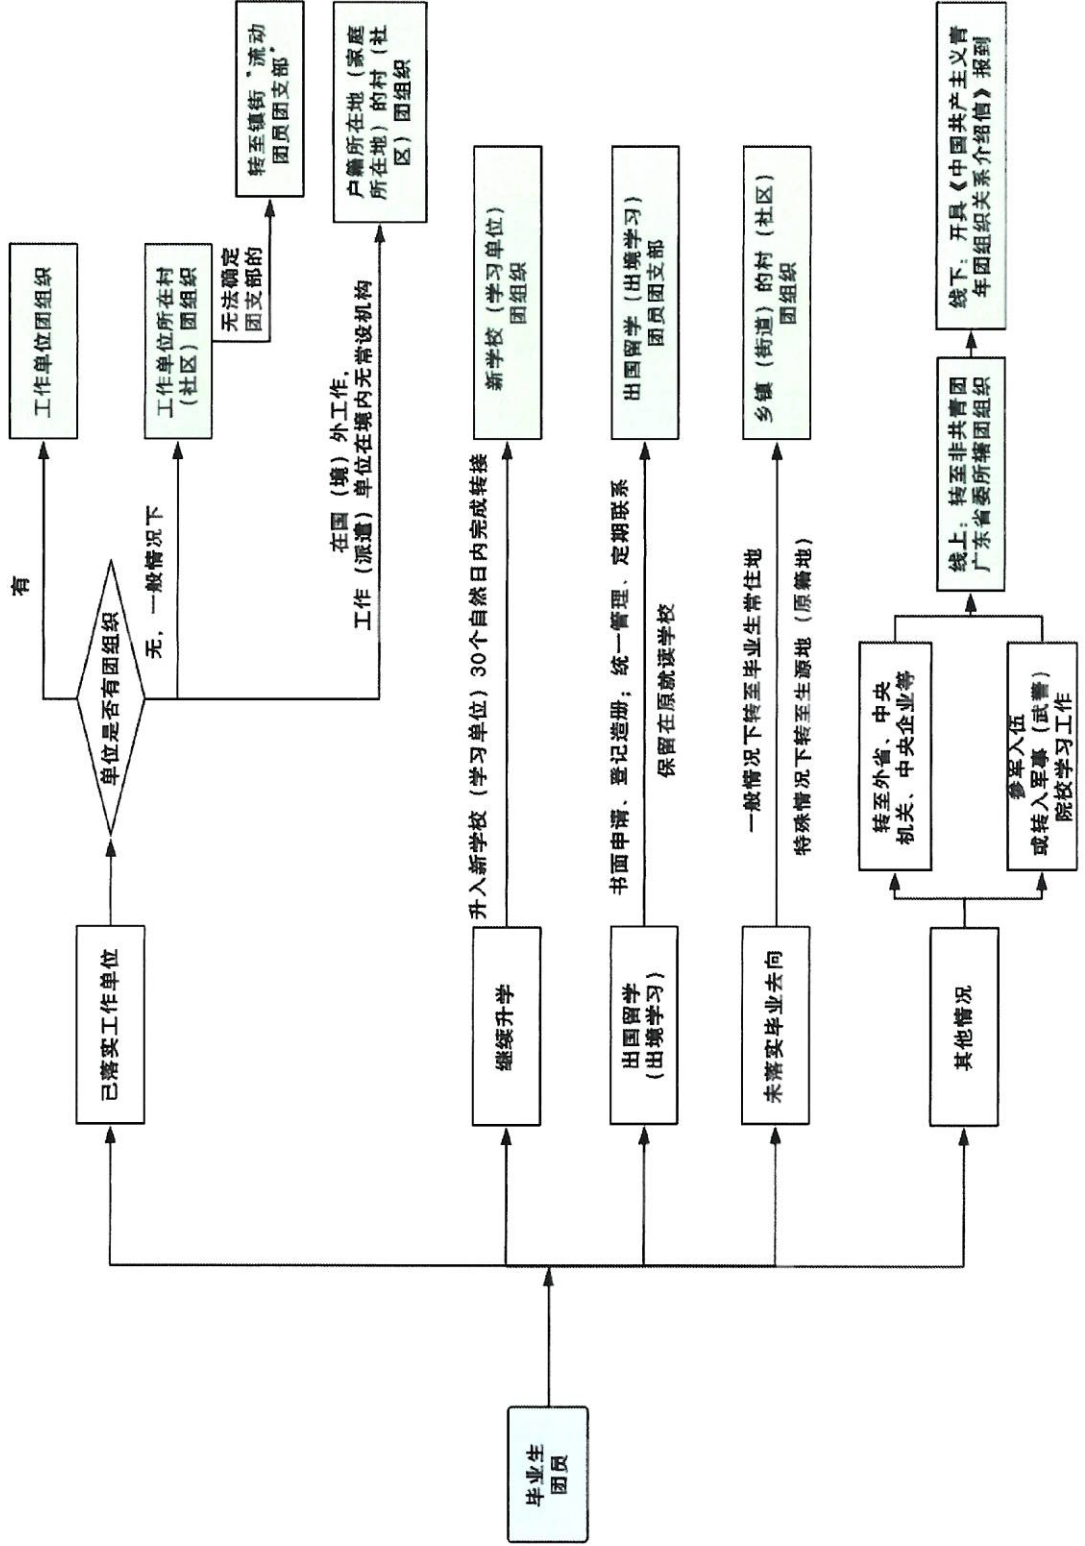 毕业生
团员
已落实工作单位
单位是否有团组织
有
工作单位团组织
无，一般情况下
工作单位所在村
（社区）团组织
无法确定
团支部的
转至镇街“流动
团员团支部”
在国（境）外工作，
工作（派遣）单位在境内无常设机构
户籍所在地（家庭
所在地）的村（社
区）团组织
继续升学
升入新学校（学习单位）30个自然日内完成转接
新学校（学习单位）
团组织
出国留学
（出境学习）
书面申请、登记造册；统一管理、定期联系
保留在原就读学校
出国留学（出境学习）
团员团支部
未落实毕业去向
一般情况下转至毕业生常住地
特殊情况下转至生源地（原籍地）
乡镇（街道）的村（社区）
团组织
其他情况
转至外省、中央
机关、中央企业等
参军入伍
或转入军事（武警）
院校学习工作
线上：转至非共青团
广东省委所辖团组织
线下：开具《中国共产主义青
年团组织关系介绍信》报到